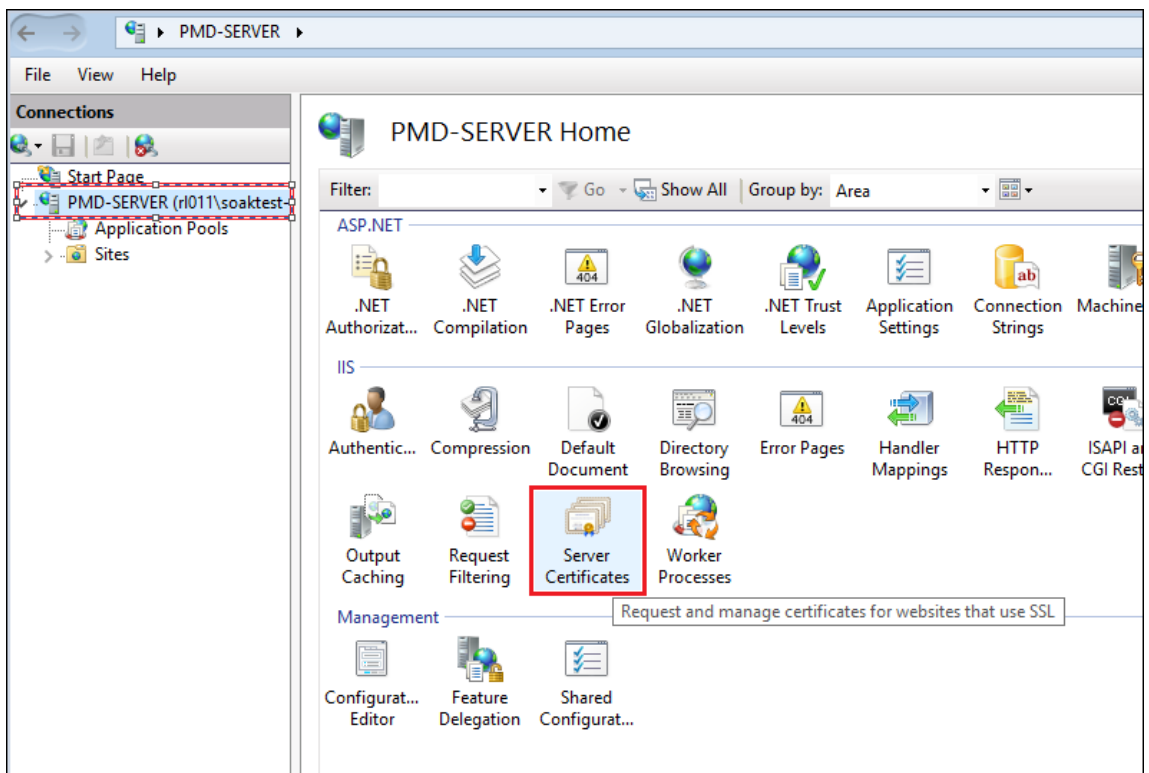 PMD-SERVER
File View Help
Connections
Start Page
PMD-SERVER (rl011\soaktest-
Application Pools
Sites
PMD-SERVER Home
Filter: Go Show All Group by: Area
ASP.NET
.NET .NET .NET Error .NET .NET Trust Application Connection Machine
Authorizat... Compilation Pages Globalization Levels Settings Strings
IIS
Authentic... Compression Default Directory Error Pages Handler HTTP ISAPI a
Document Browsing Mappings Respon... CGI Rest
Output Request Server Worker
Caching Filtering Certificates Processes
Request and manage certificates for websites that use SSL
Management
Configurat... Feature Shared
Editor Delegation Configurat...